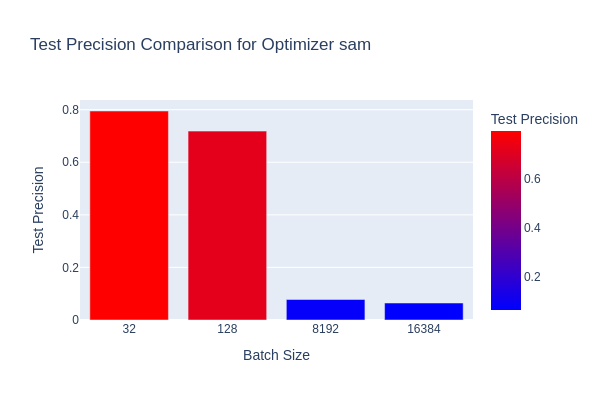 Test Precision Comparison for Optimizer sam
Test Precision
0.8
0.6
0.4
0.2
0
Test Precision
0.6
0.4
0.2
32 128 8192 16384
Batch Size